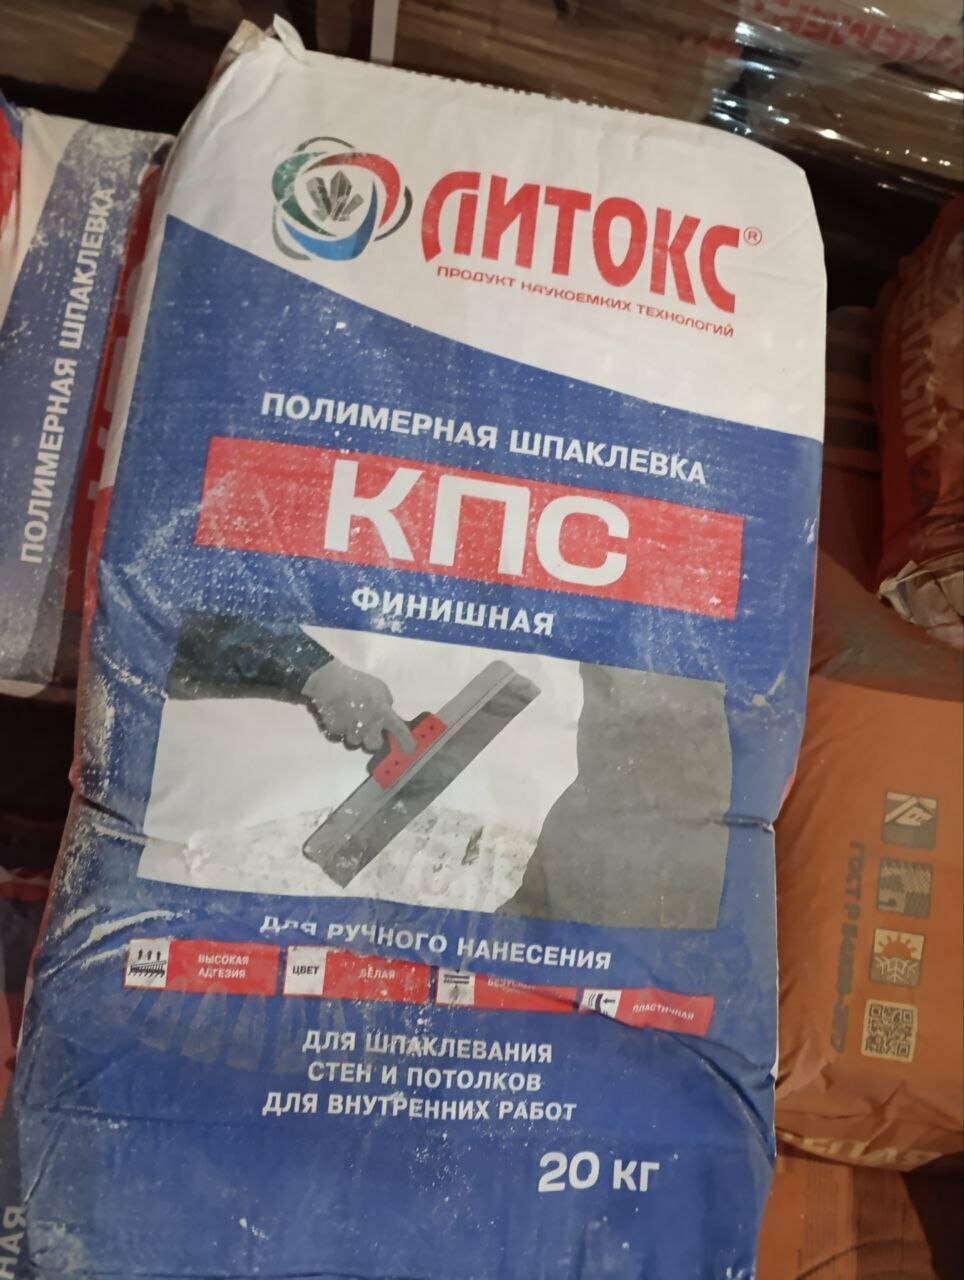 ЛИТОКС®
ПРОДУКТ НАУКОЕМКИХ ТЕХНОЛОГИЙ
ПОЛИМЕРНАЯ ШПАКЛЕВКА
КПС
ФИНИШНАЯ
ДЛЯ РУЧНОГО НАНЕСЕНИЯ
ВЫСОКАЯ
АДГЕЗИЯ
ЦВЕТ
БЕЛАЯ
ПЛАСТИЧНАЯ
ДЛЯ ШПАКЛЕВАНИЯ
СТЕН И ПОТОЛКОВ
ДЛЯ ВНУТРЕННИХ РАБОТ
20 КГ
ПОЛИМЕРНАЯ ШПАКЛЕВКА
НАЯ